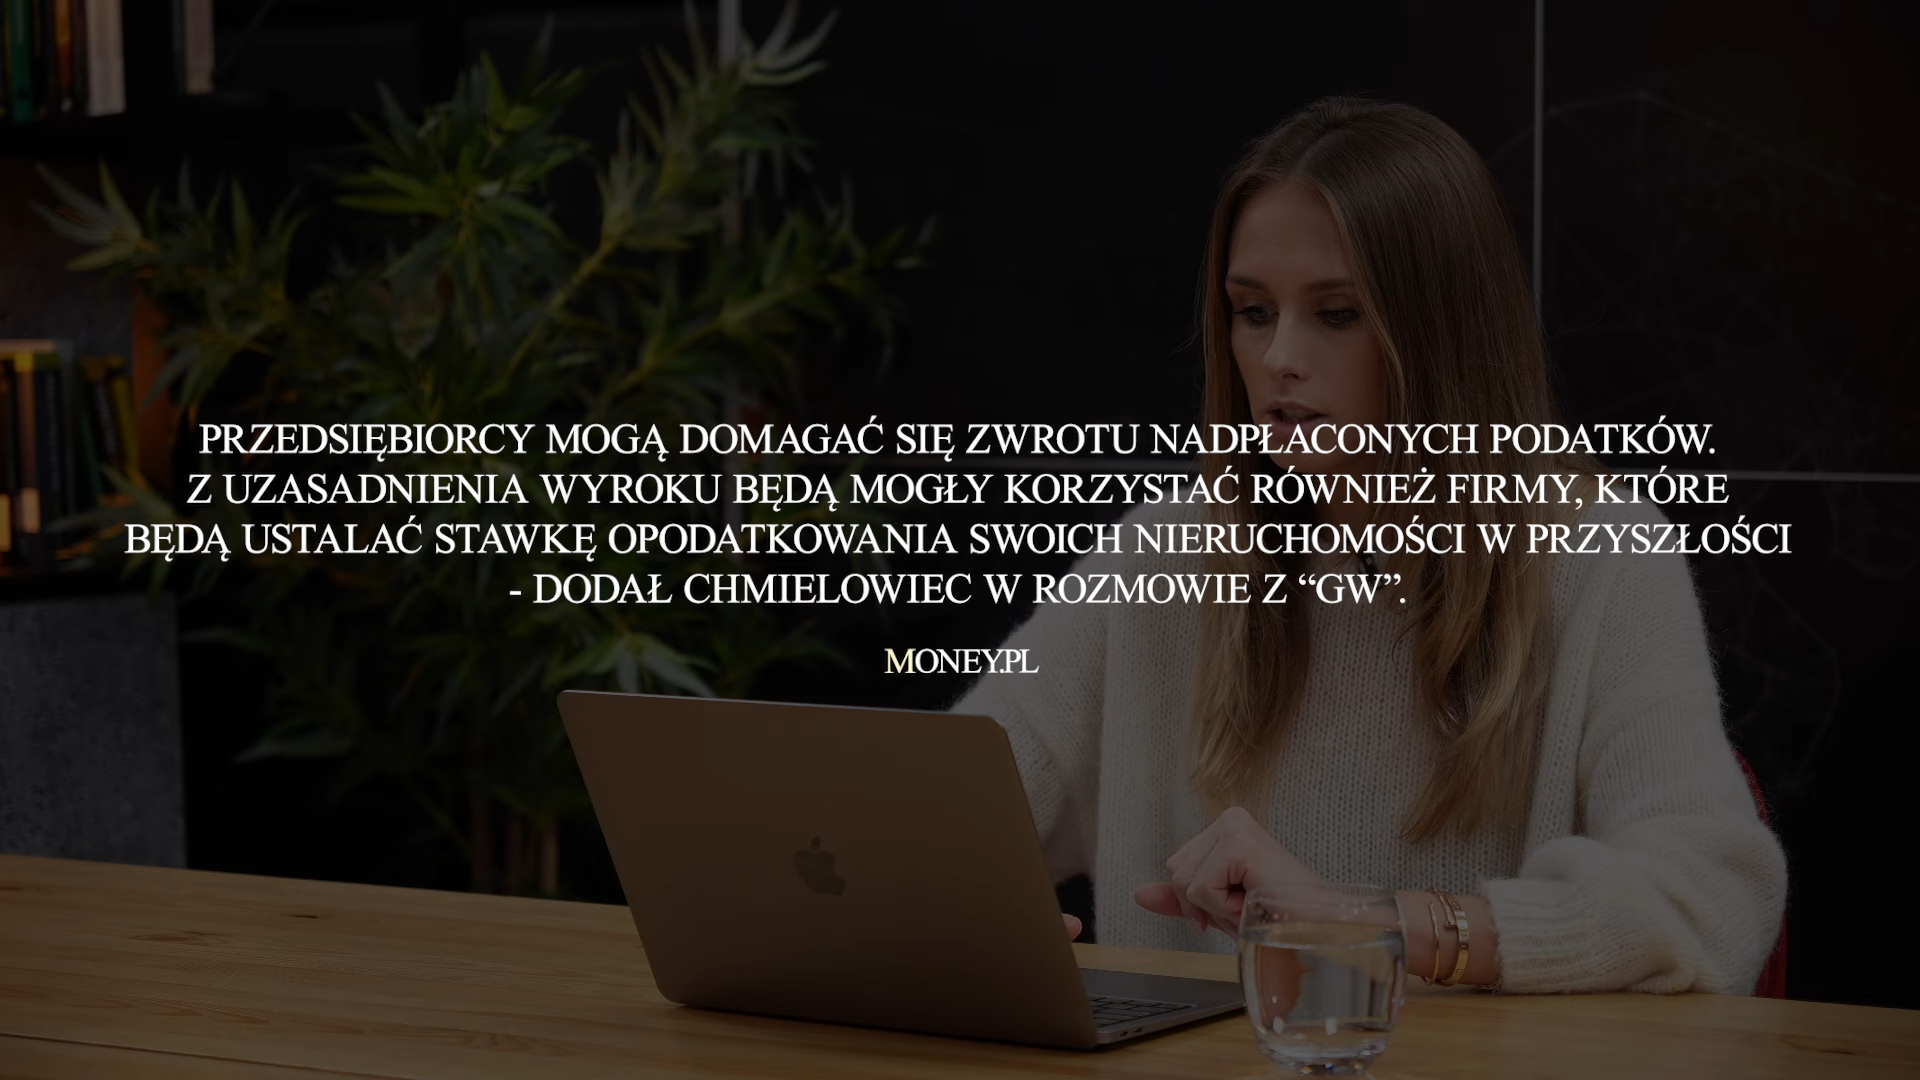 PRZEDSIĘBIORCY MOGĄ DOMAGAĆ SIĘ ZWROTU NADPŁACONYCH PODATKÓW.
Z UZASADNIENIA WYROKU BĘDĄ MOGŁY KORZYSTAĆ RÓWNIEŻ FIRMY, KTÓRE
BĘDĄ USTALAĆ STAWKĘ OPODATKOWANIA SWOICH NIERUCHOMOŚCI W PRZYSZŁOŚCI
- DODAŁ CHMIELOWIEC W ROZMOWIE Z “GW”.
MONEY.PL